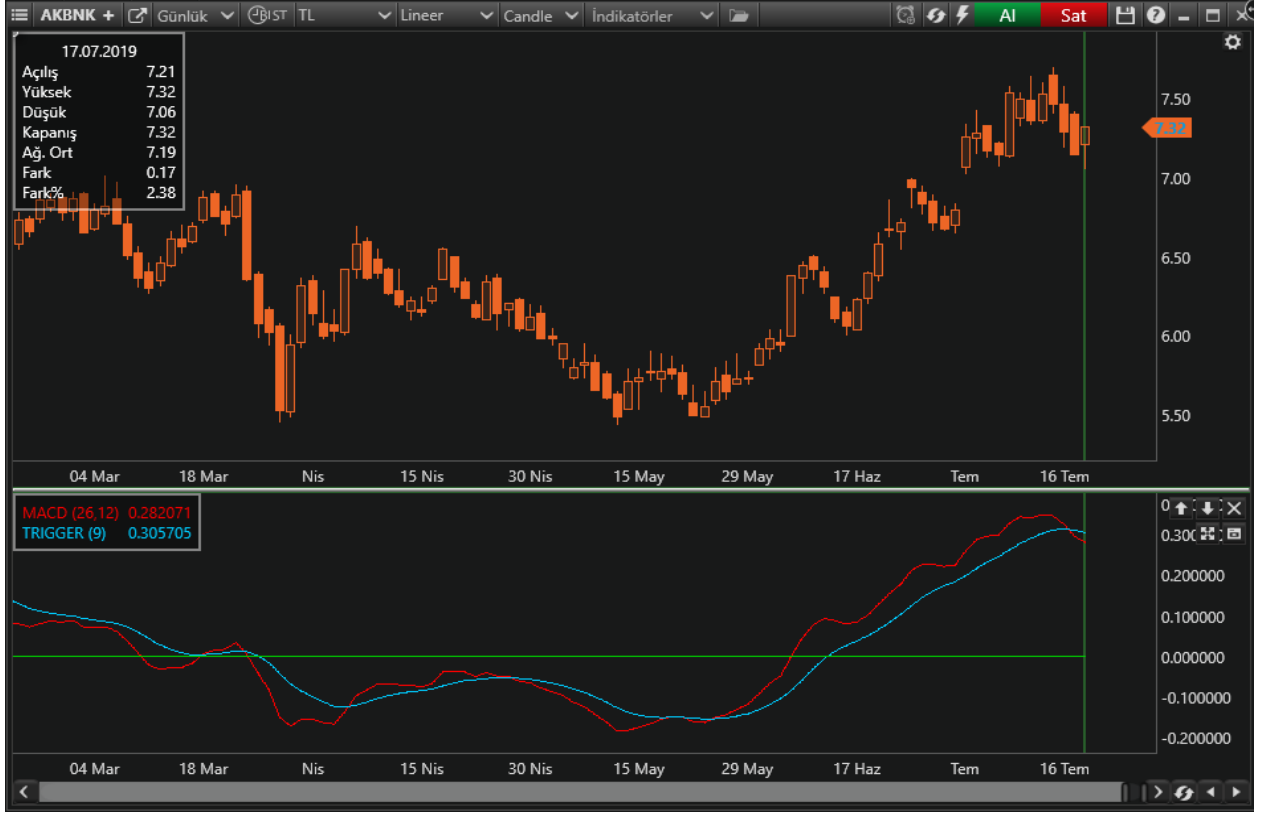 AKBNK + Günlük BIST TL Lineer Candle İndikatörler Al Sat
17.07.2019
Açılış 7.21
Yüksek 7.32
Düşük 7.06
Kapanış 7.32
Ağ. Ort 7.19
Fark 0.17
Fark% 2.38
7.50
7.32
7.00
6.50
6.00
5.50
04 Mar 18 Mar Nis 15 Nis 30 Nis 15 May 29 May 17 Haz Tem 16 Tem
MACD (26,12) 0.282071
TRIGGER (9) 0.305705
0.200000
0.100000
0.000000
-0.100000
-0.200000
04 Mar 18 Mar Nis 15 Nis 30 Nis 15 May 29 May 17 Haz Tem 16 Tem